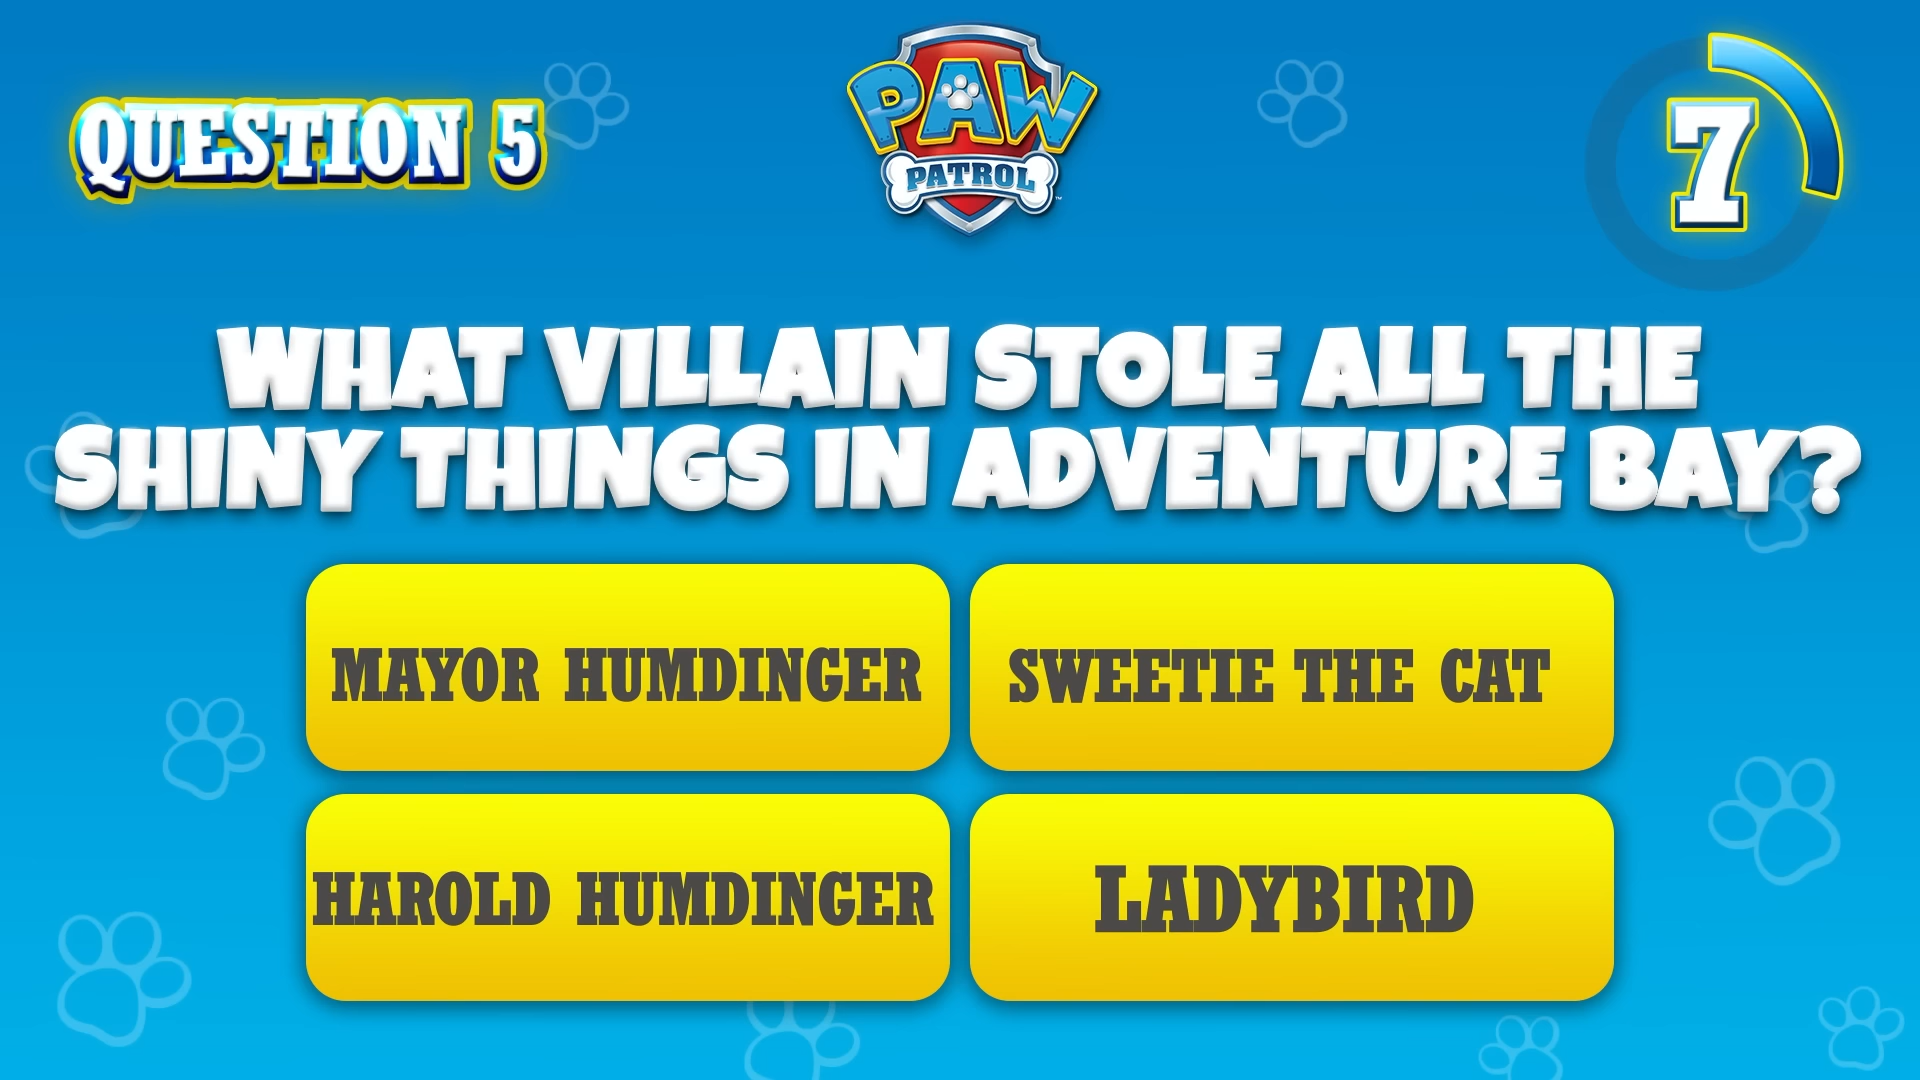 QUESTION 5
PAW
PATROL
7
WHAT VILLAIN STOLE ALL THE
SHINY THINGS IN ADVENTURE BAY?
MAYOR HUMDINGER
SWEETIE THE CAT
HAROLD HUMDINGER
LADYBIRD